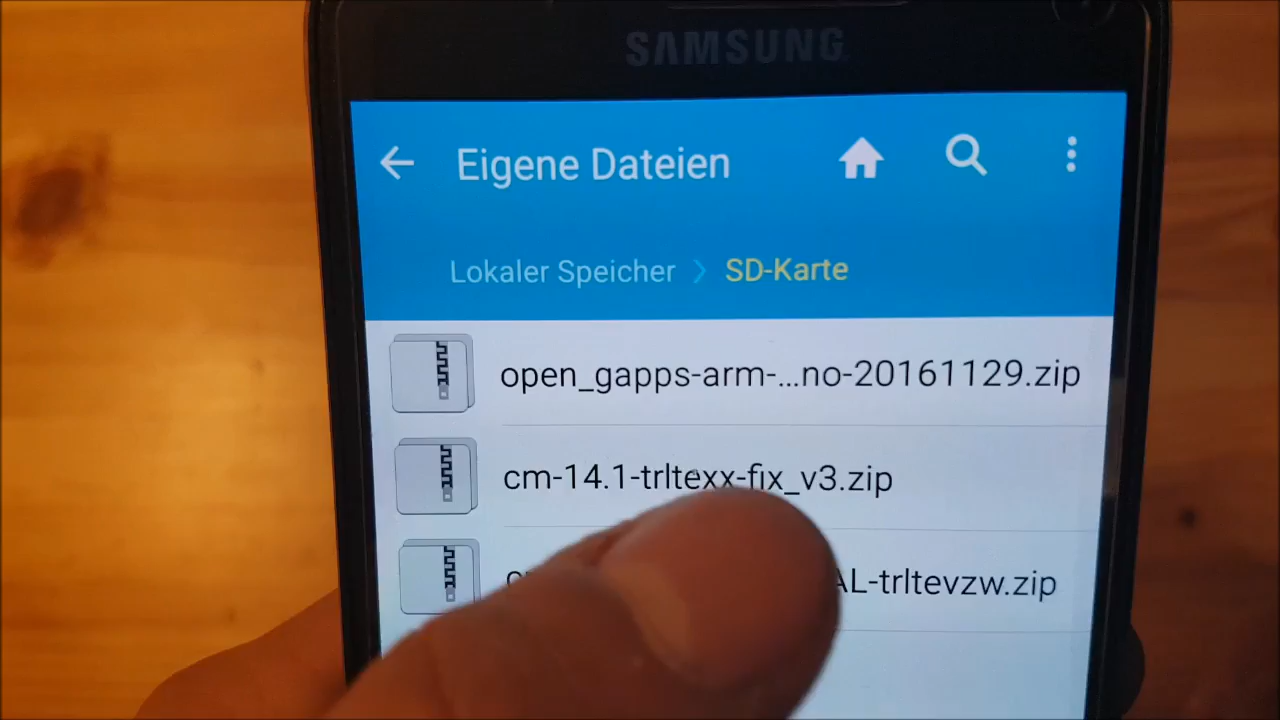 SAMSUNG
Eigene Dateien
Lokaler Speicher > SD-Karte
open_gapps-arm-...no-20161129.zip
cm-14.1-trltexx-fix_v3.zip
AL-trltevzw.zip